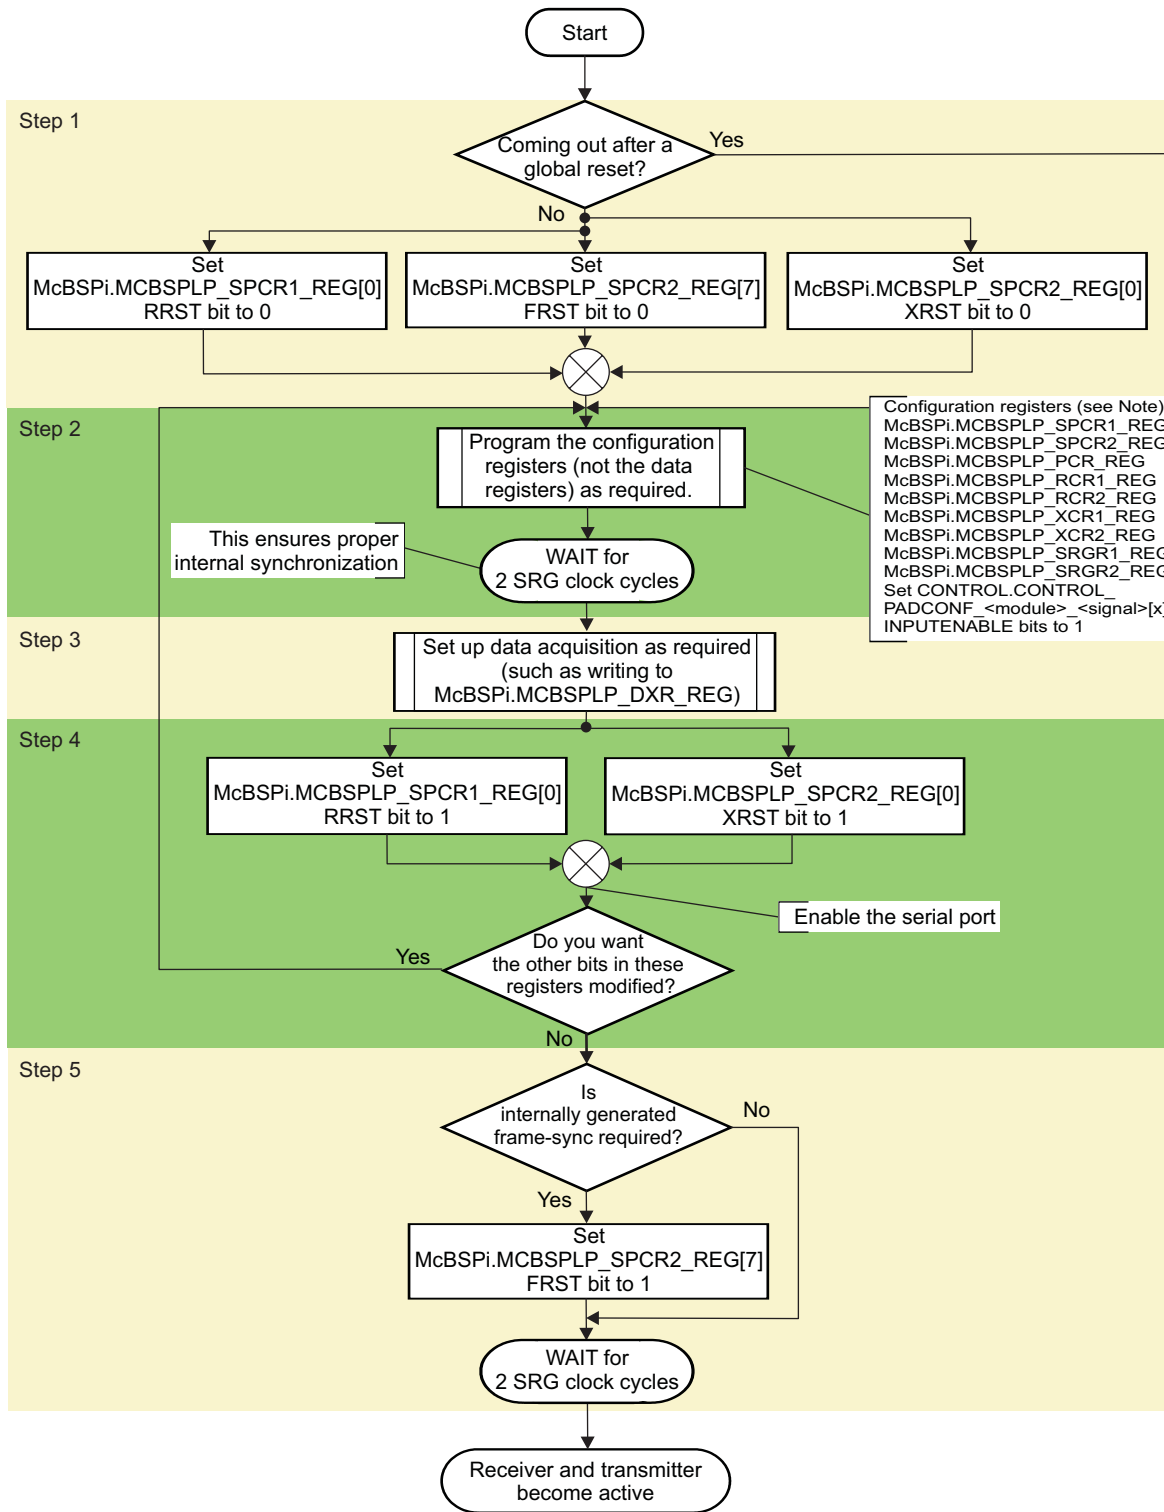 Start
Step 1
Coming out after a
global reset?
Yes
No
Set
McBSPi.MCBSPLP_SPCR1_REG[0]
RRST bit to 0
Set
McBSPi.MCBSPLP_SPCR2_REG[7]
FRST bit to 0
Set
McBSPi.MCBSPLP_SPCR2_REG[0]
XRST bit to 0
Step 2
Program the configuration
registers (not the data
registers) as required.
Configuration registers (see Note)
McBSPi.MCBSPLP_SPCR1_REG
McBSPi.MCBSPLP_SPCR2_REG
McBSPi.MCBSPLP_PCR_REG
McBSPi.MCBSPLP_RCR1_REG
McBSPi.MCBSPLP_RCR2_REG
McBSPi.MCBSPLP_XCR1_REG
McBSPi.MCBSPLP_XCR2_REG
McBSPi.MCBSPLP_SRGR1_REG
McBSPi.MCBSPLP_SRGR2_REG
Set CONTROL.CONTROL_
PADCONF_<module>_<signal>[x]
INPUTENABLE bits to 1
This ensures proper
internal synchronization
WAIT for
2 SRG clock cycles
Step 3
Set up data acquisition as required
(such as writing to
McBSPi.MCBSPLP_DXR_REG)
Step 4
Set
McBSPi.MCBSPLP_SPCR1_REG[0]
RRST bit to 1
Set
McBSPi.MCBSPLP_SPCR2_REG[0]
XRST bit to 1
Enable the serial port
Do you want
the other bits in these
registers modified?
Yes
No
Step 5
Is
internally generated
frame-sync required?
No
Yes
Set
McBSPi.MCBSPLP_SPCR2_REG[7]
FRST bit to 1
WAIT for
2 SRG clock cycles
Receiver and transmitter
become active